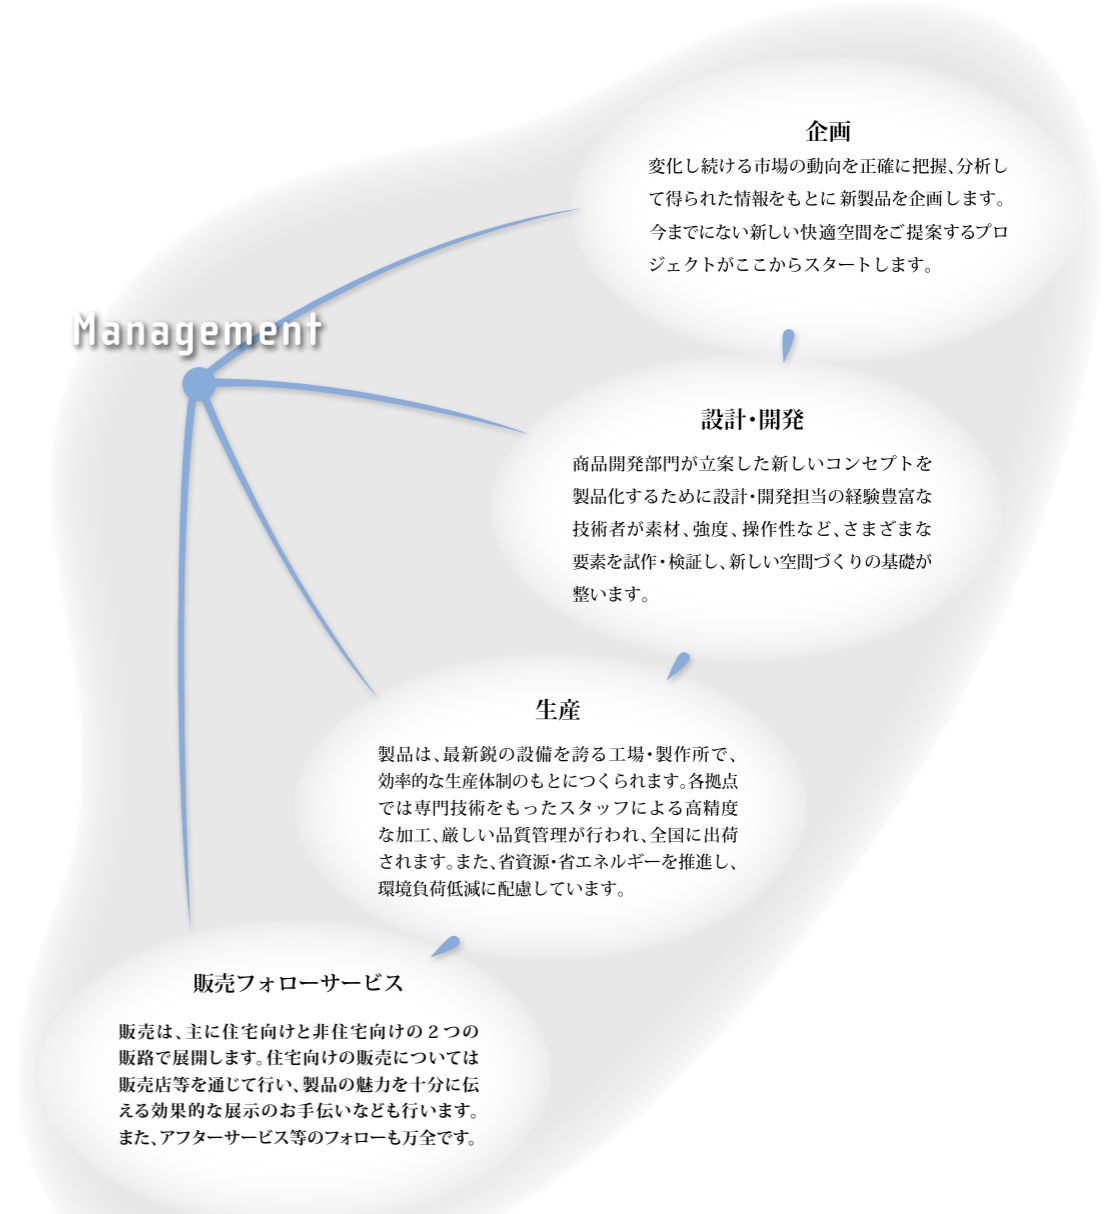 企画
変化し続ける市場の動向を正確に把握、分析し
て得られた情報をもとに 新製品を企画します。
今までにない新しい快適空間をご提案するプロ
ジェクトがここからスタートします。
Management
設計・開発
商品開発部門が立案した新しいコンセプトを
製品化するために設計・開発担当の経験豊富な
技術者が素材、強度、操作性など、さまざまな
要素を試作・検証し、新しい空間づくりの基礎が
整います。
生産
製品は、最新鋭の設備を誇る工場・製作所で、
効率的な生産体制のもとにつくられます。各拠点
では専門技術をもったスタッフによる高精度
な加工、厳しい品質管理が行われ、全国に出荷
されます。また、省資源・省エネルギーを推進し、
環境負荷低減に配慮しています。
販売フォローサービス
販売は、主に住宅向けと非住宅向けの２つの
販路で展開します。住宅向けの販売については
販売店等を通じて行い、製品の魅力を十分に伝
える効果的な展示のお手伝いなども行います。
また、アフターサービス等のフォローも万全です。